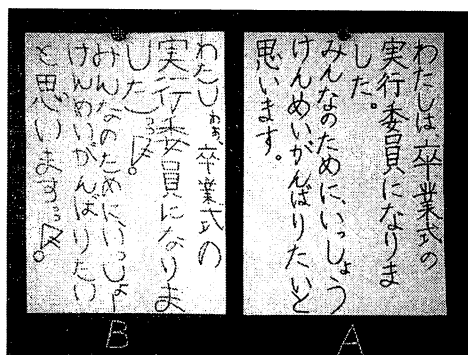 わたしは、卒業式の
実行委員になりま
した。
みんなのためにいっしょう
けんめいがんばりたいと
思います。
A
わたしゎぁ、卒業式の
実行委員になりま
した
みんなのためにいっしょー
けんめいがんばりたい
と思います
B